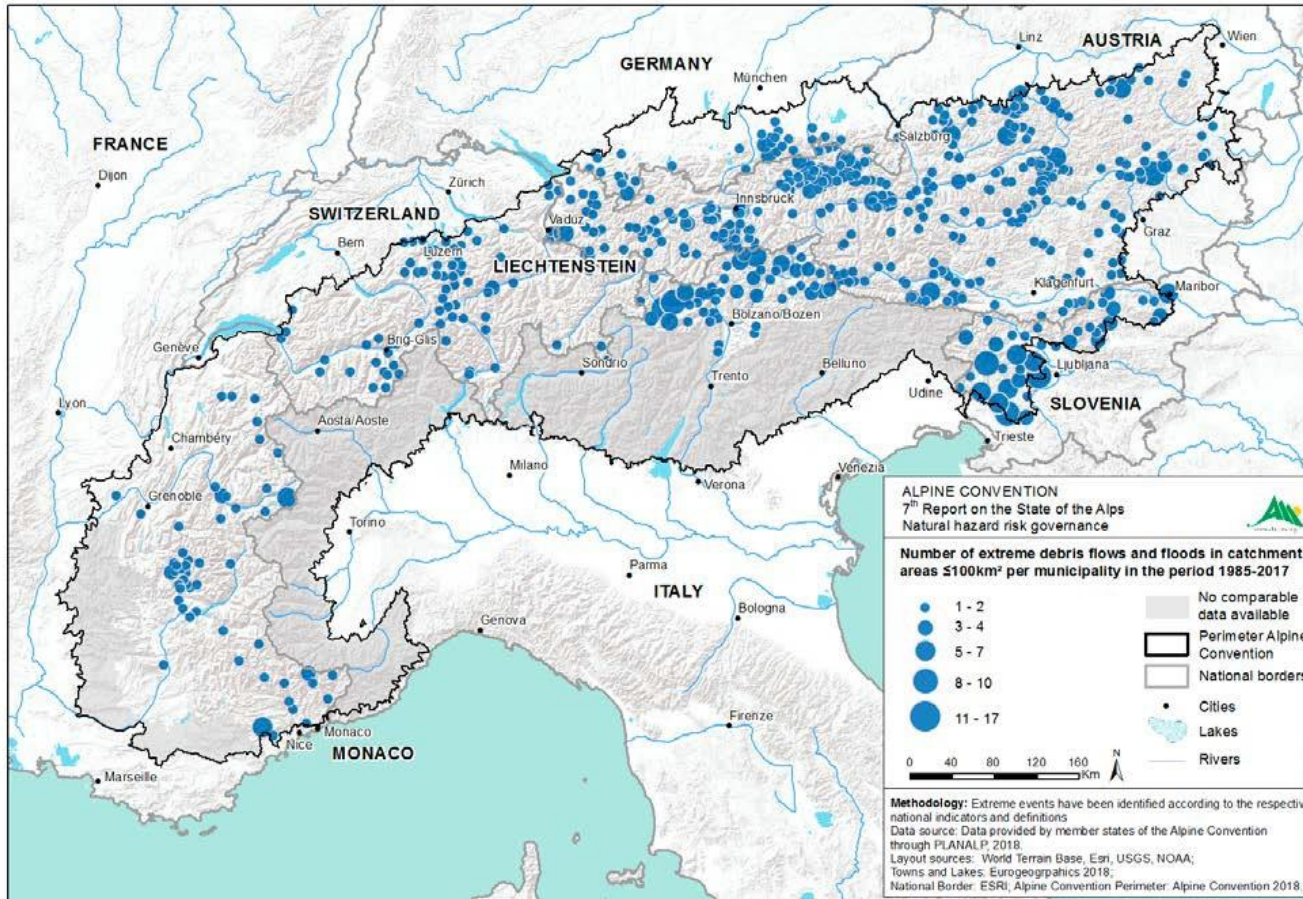 Linz
AUSTRIA
Wien
GERMANY
München
FRANCE
Salzburg
Dijon
Zürich
Innsbruck
SWITZERLAND
Vaduz
Graz
Bern
Luzern
LIECHTENSTEIN
Klagenfurt
Maribor
Bolzano/Bozen
Genève
Brig-Glis
Sondrio
Belluno
Ljubljana
Trento
Udine
Lyon
SLOVENIA
Aosta/Aoste
Chambéry
Trieste
Milano
Venezia
Grenoble
Verona
Torino
Parma
ITALY
Bologna
Genova
Firenze
Monaco
Nice
MONACO
Marseille
ALPINE CONVENTION
7th Report on the State of the Alps
Natural hazard risk governance
Number of extreme debris flows and floods in catchment
areas ≤100km² per municipality in the period 1985-2017
1 - 2
3 - 4
5 - 7
8 - 10
11 - 17
No comparable
data available
Perimeter Alpine
Convention
National borders
Cities
Lakes
Rivers
0 40 80 160
Km
N
Methodology: Extreme events have been identified according to the respectiv
national indicators and definitions
Data source: Data provided by member states of the Alpine Convention
through PLANALP, 2018.
Layout sources: World Terrain Base, Esri, USGS, NOAA;
Towns and Lakes: Eurogeogrpahics 2018;
National Border: ESRI; Alpine Convention Perimeter: Alpine Convention 2018.